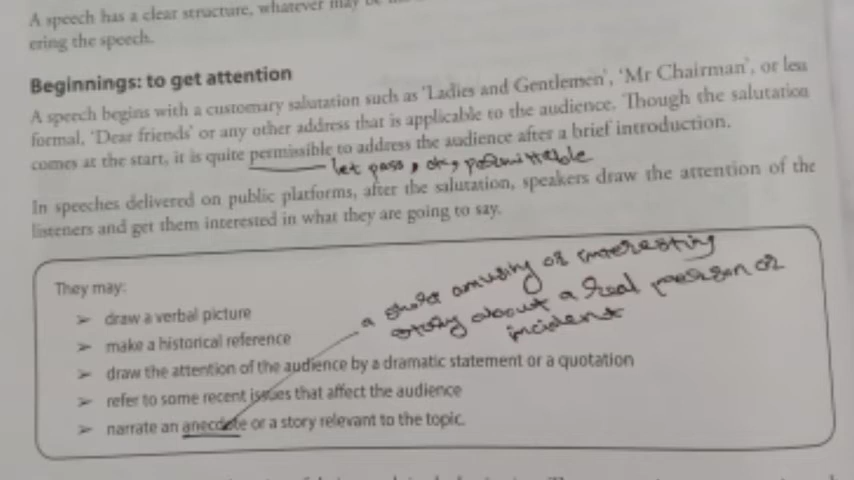 A speech has a clear structure, whatever may be
ering the speech.
Beginnings: to get attention
A speech begins with a customary salutation such as 'Ladies and Gentlemen', 'Mr Chairman', or less
formal, 'Dear friends' or any other address that is applicable to the audience. Though the salutation
comes at the start, it is quite permissible to address the audience after a brief introduction.
let pass, ok, permittable
In speeches delivered on public platforms, after the salutation, speakers draw the attention of the
listeners and get them interested in what they are going to say.
a short amusing or interesting
story about a real person or
incident
They may:
➢ draw a verbal picture
➢ make a historical reference
➢ draw the attention of the audience by a dramatic statement or a quotation
➢ refer to some recent issues that affect the audience
➢ narrate an anecdote or a story relevant to the topic.